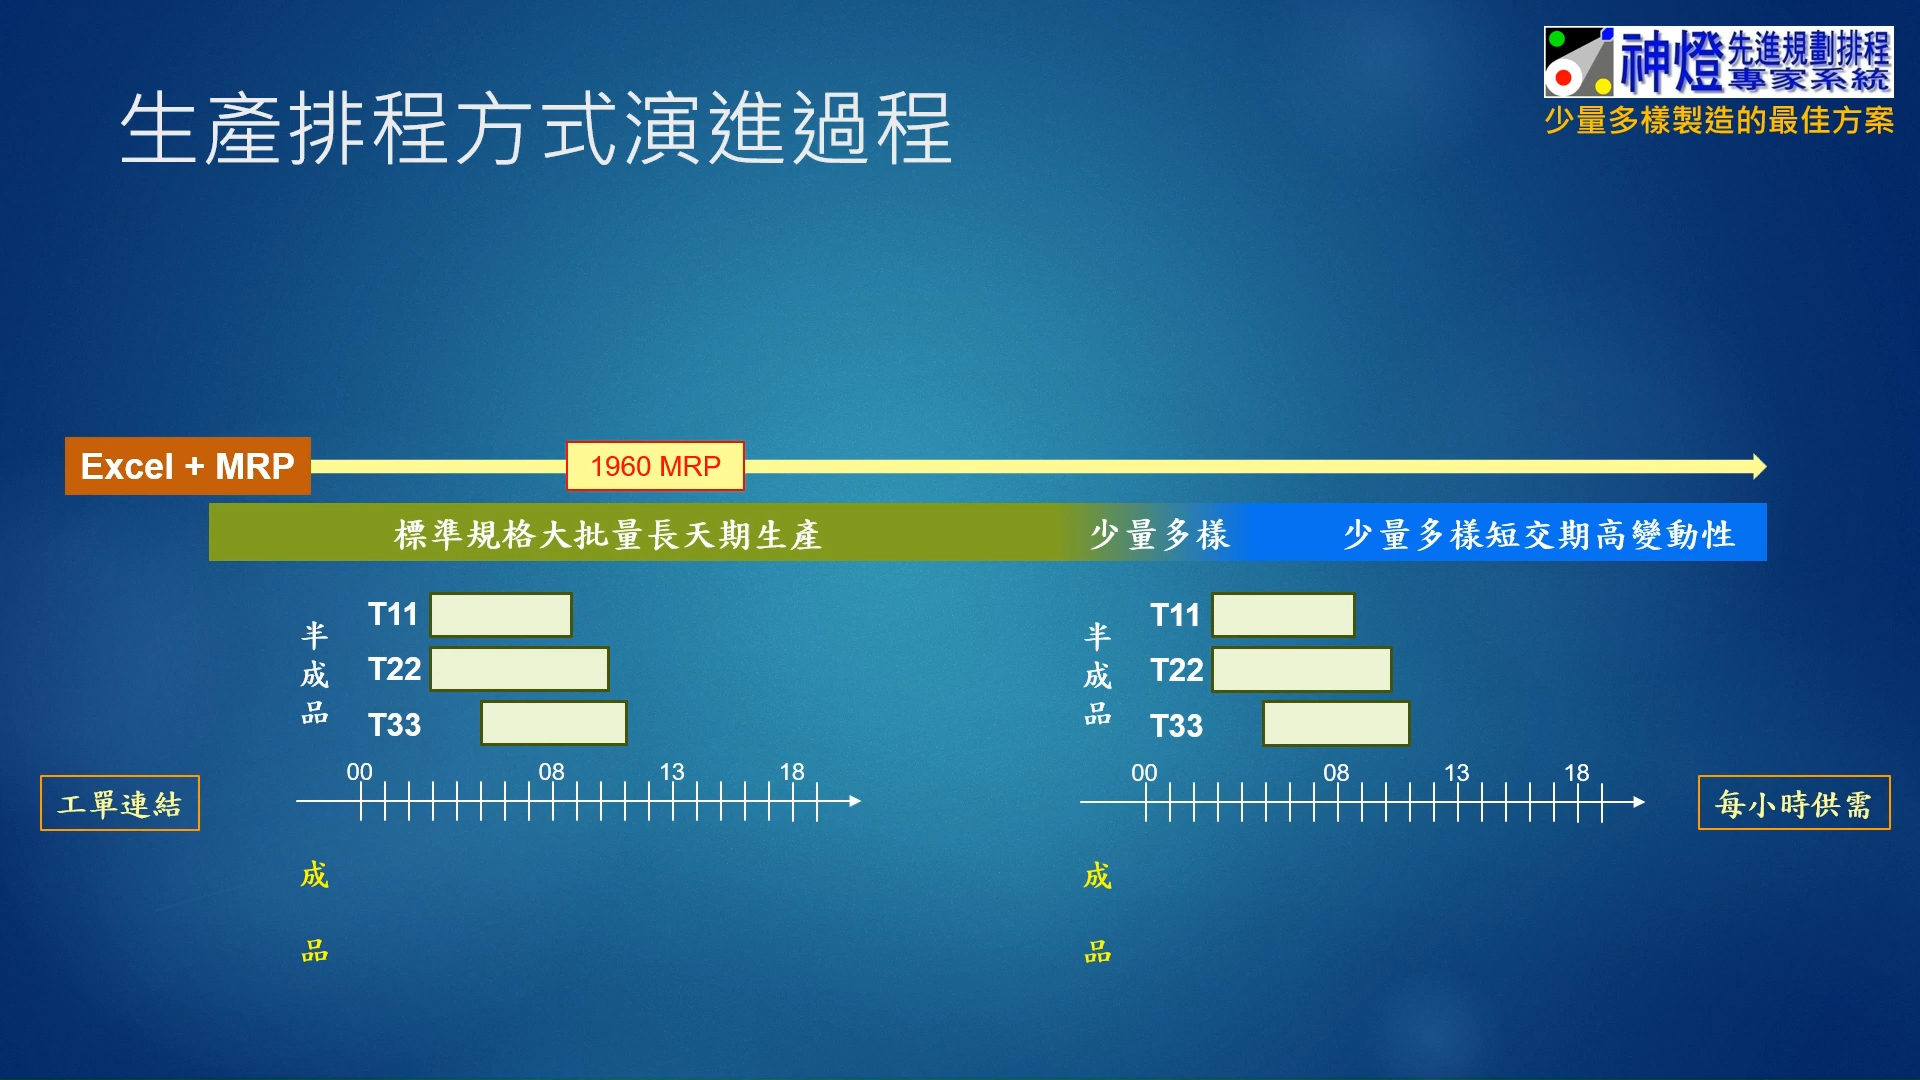 生產排程方式演進過程
神燈 先進規劃排程
專家系統
少量多樣製造的最佳方案
Excel + MRP
1960 MRP
標準規格大批量長天期生產
少量多樣
少量多樣短交期高變動性
半成品
T11
T22
T33
00 08 13 18
工單連結
成品
半成品
T11
T22
T33
00 08 13 18
每小時供需
成品